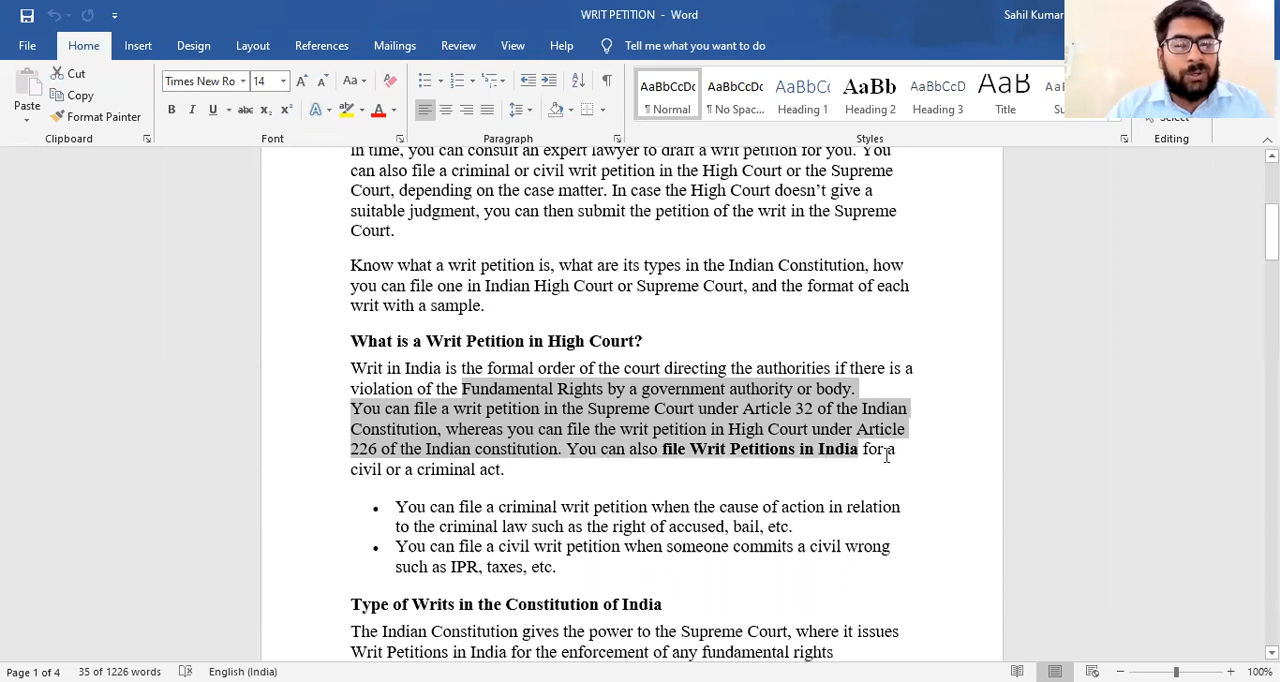 WRIT PETITION - Word
Sahil Kumar
File Home Insert Design Layout References Mailings Review View Help Tell me what you want to do
Paste
Cut
Copy
Format Painter
Times New Ro 14
Aa
B I U abc x₂ x² A A
AaBbCcDc AaBbCcDc AaBbCc AaBb AaBbCcD AaB
¶ Normal ¶ No Spac... Heading 1 Heading 2 Heading 3 Title
Select
Clipboard Font Paragraph Styles Editing
In time, you can consult an expert lawyer to draft a writ petition for you. You
can also file a criminal or civil writ petition in the High Court or the Supreme
Court, depending on the case matter. In case the High Court doesn’t give a
suitable judgment, you can then submit the petition of the writ in the Supreme
Court.
Know what a writ petition is, what are its types in the Indian Constitution, how
you can file one in Indian High Court or Supreme Court, and the format of each
writ with a sample.
What is a Writ Petition in High Court?
Writ in India is the formal order of the court directing the authorities if there is a
violation of the Fundamental Rights by a government authority or body.
You can file a writ petition in the Supreme Court under Article 32 of the Indian
Constitution, whereas you can file the writ petition in High Court under Article
226 of the Indian constitution. You can also file Writ Petitions in India for a
civil or a criminal act.
• You can file a criminal writ petition when the cause of action in relation
to the criminal law such as the right of accused, bail, etc.
• You can file a civil writ petition when someone commits a civil wrong
such as IPR, taxes, etc.
Type of Writs in the Constitution of India
The Indian Constitution gives the power to the Supreme Court, where it issues
Writ Petitions in India for the enforcement of any fundamental rights
Page 1 of 4 35 of 1226 words English (India) 100%